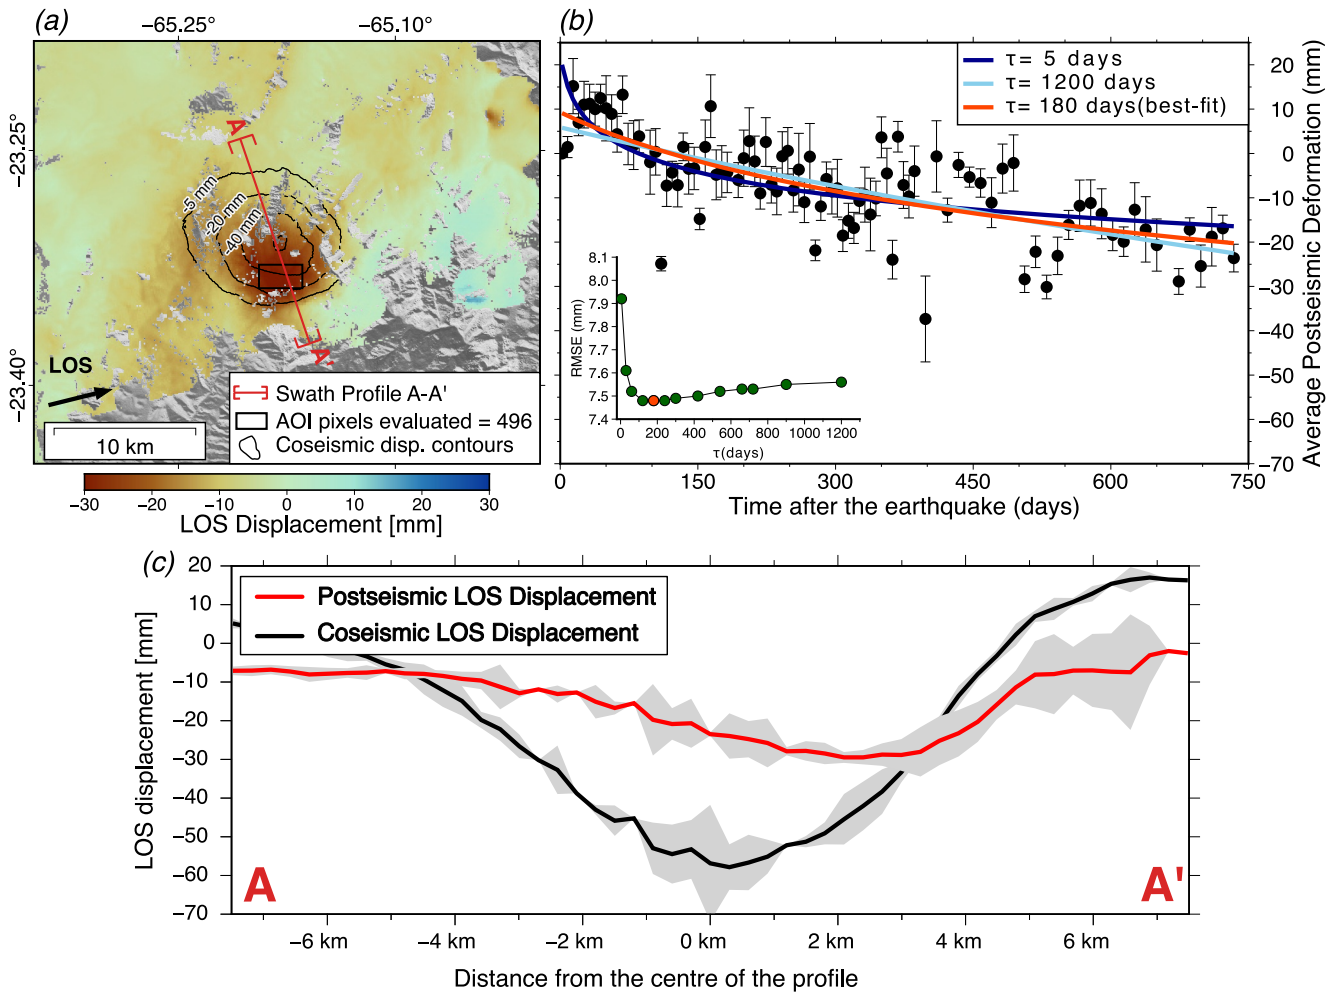 (a)
−65.25°
−65.10°
−23.25°
−23.40°
A
-5 mm
-20 mm
-40 mm
A'
LOS
10 km
Swath Profile A-A'
AOI pixels evaluated = 496
Coseismic disp. contours
−30 −20 −10 0 10 20 30
LOS Displacement [mm]
(b)
τ= 5 days
τ= 1200 days
τ= 180 days(best-fit)
20
10
0
−10
−20
−30
−40
−50
−60
−70
Average Postseismic Deformation (mm)
8.1
8.0
7.9
7.8
7.7
7.6
7.5
7.4
RMSE (mm)
0 200 400 600 800 1000 1200
τ(days)
0 150 300 450 600 750
Time after the earthquake (days)
(c)
Postseismic LOS Displacement
Coseismic LOS Displacement
20
10
0
−10
−20
−30
−40
−50
−60
−70
LOS displacement [mm]
A
A'
−6 km −4 km −2 km 0 km 2 km 4 km 6 km
Distance from the centre of the profile